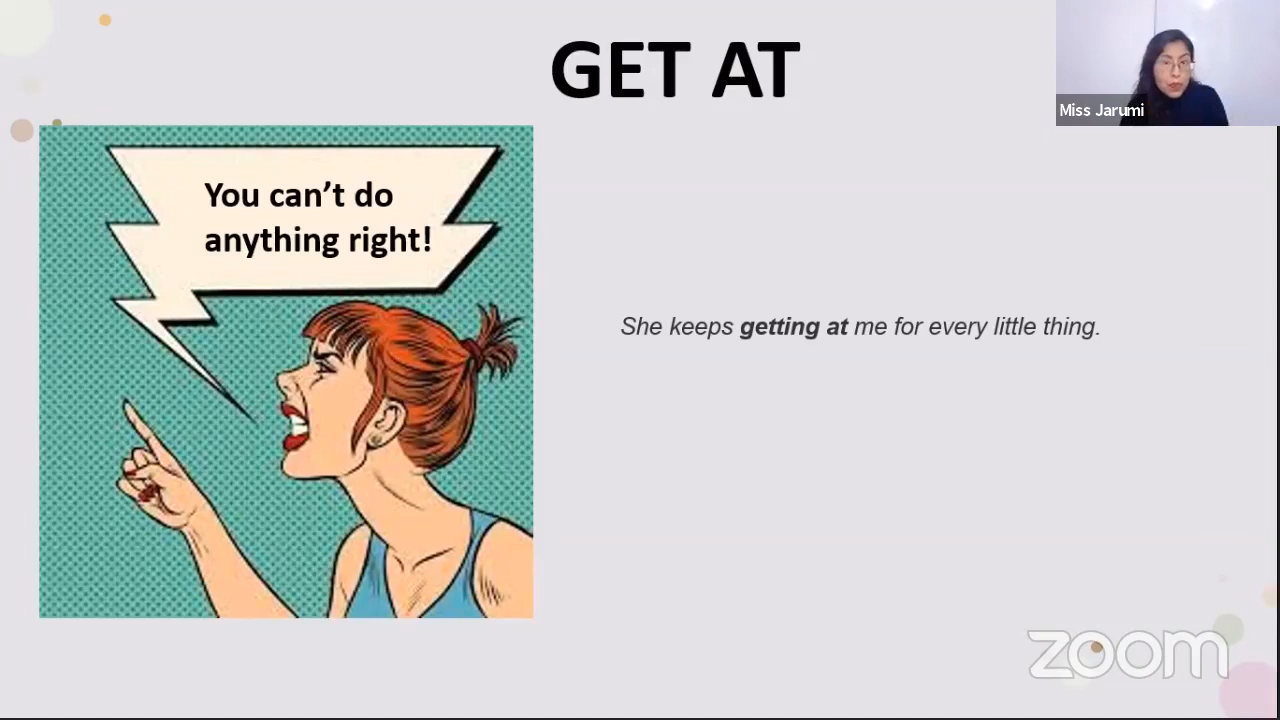 GET AT
Miss Jarumi
You can't do
anything right!
She keeps getting at me for every little thing.
zoom